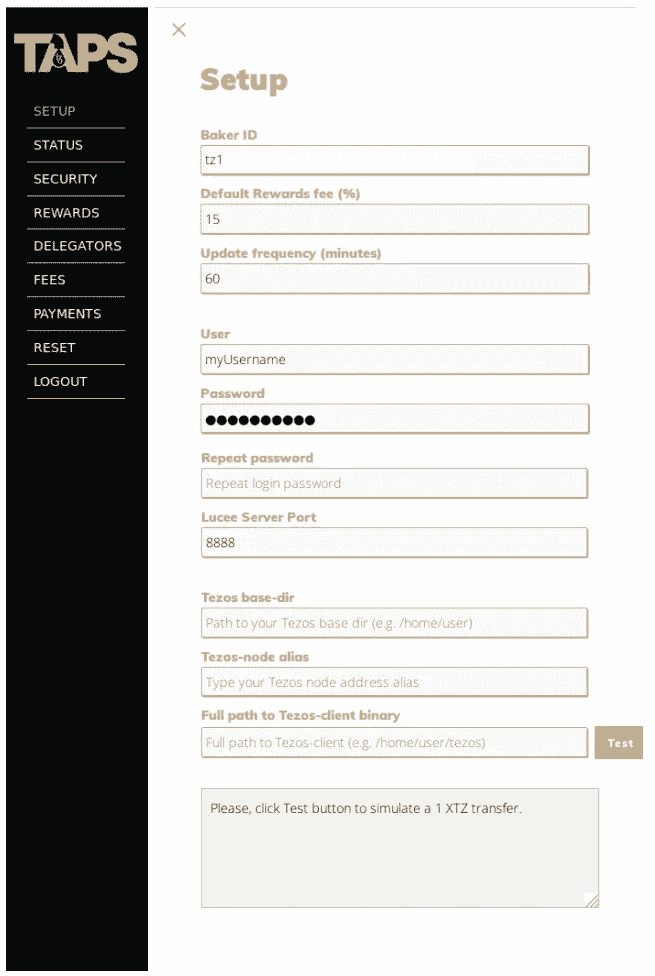 TAPS
SETUP
STATUS
SECURITY
REWARDS
DELEGATORS
FEES
PAYMENTS
RESET
LOGOUT
Setup
Baker ID
tz1
Default Rewards fee (%)
15
Update frequency (minutes)
60
User
myUsername
Password
●●●●●●●●●●
Repeat password
Repeat login password
Lucee Server Port
8888
Tezos base-dir
Path to your Tezos base dir (e.g. /home/user)
Tezos-node alias
Type your Tezos node address alias
Full path to Tezos-client binary
Full path to Tezos-client (e.g. /home/user/tezos)
Test
Please, click Test button to simulate a 1 XTZ transfer.